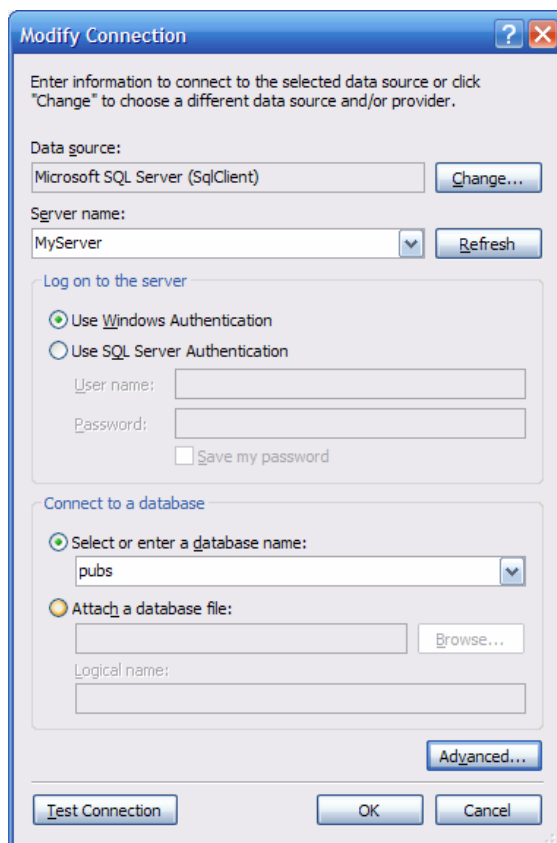 Modify Connection
Enter information to connect to the selected data source or click
"Change" to choose a different data source and/or provider.
Data source:
Microsoft SQL Server (SqlClient)
Change...
Server name:
MyServer
Refresh
Log on to the server
Use Windows Authentication
Use SQL Server Authentication
User name:
Password:
Save my password
Connect to a database
Select or enter a database name:
pubs
Attach a database file:
Browse...
Logical name:
Advanced...
Test Connection
OK
Cancel